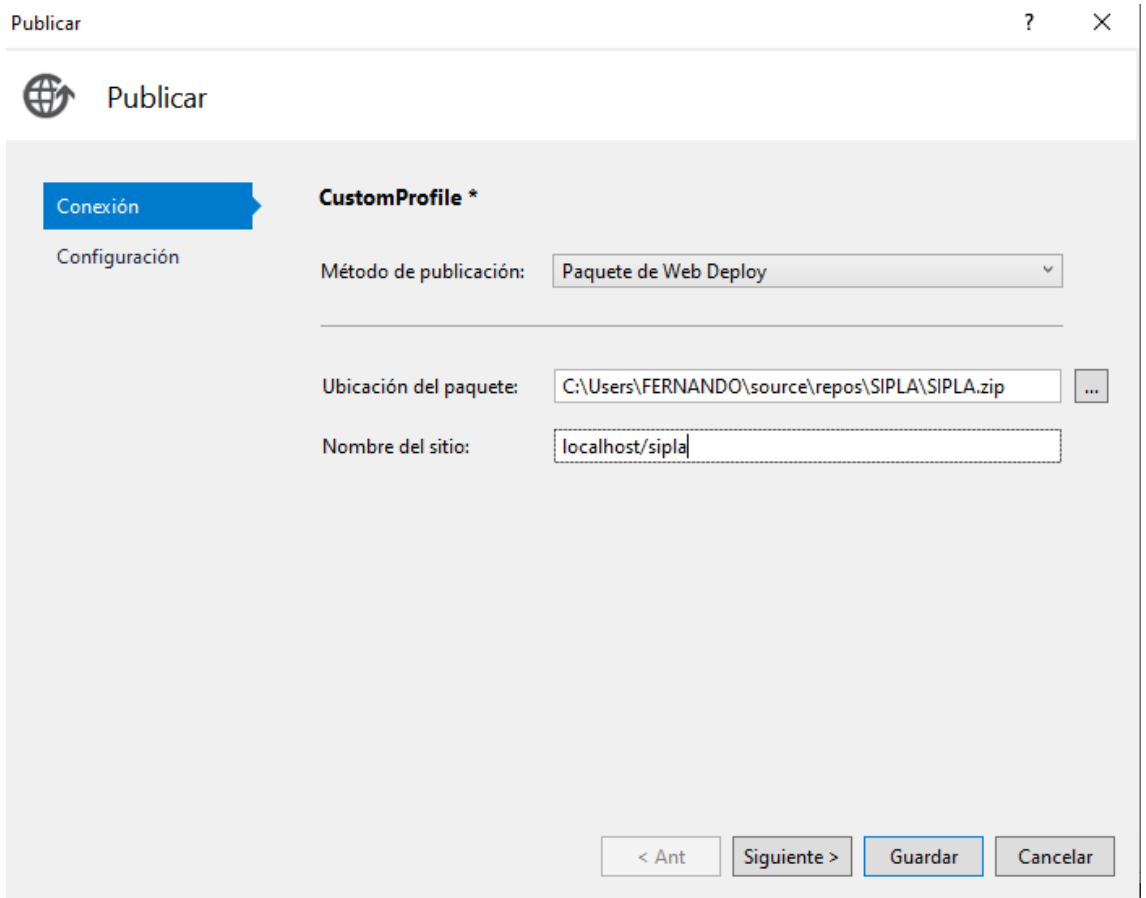 Publicar
?
Publicar
Conexión
Configuración
CustomProfile *
Método de publicación: Paquete de Web Deploy
Ubicación del paquete: C:\Users\FERNANDO\source\repos\SIPLA\SIPLA.zip ...
Nombre del sitio: localhost/sipla
< Ant Siguiente > Guardar Cancelar